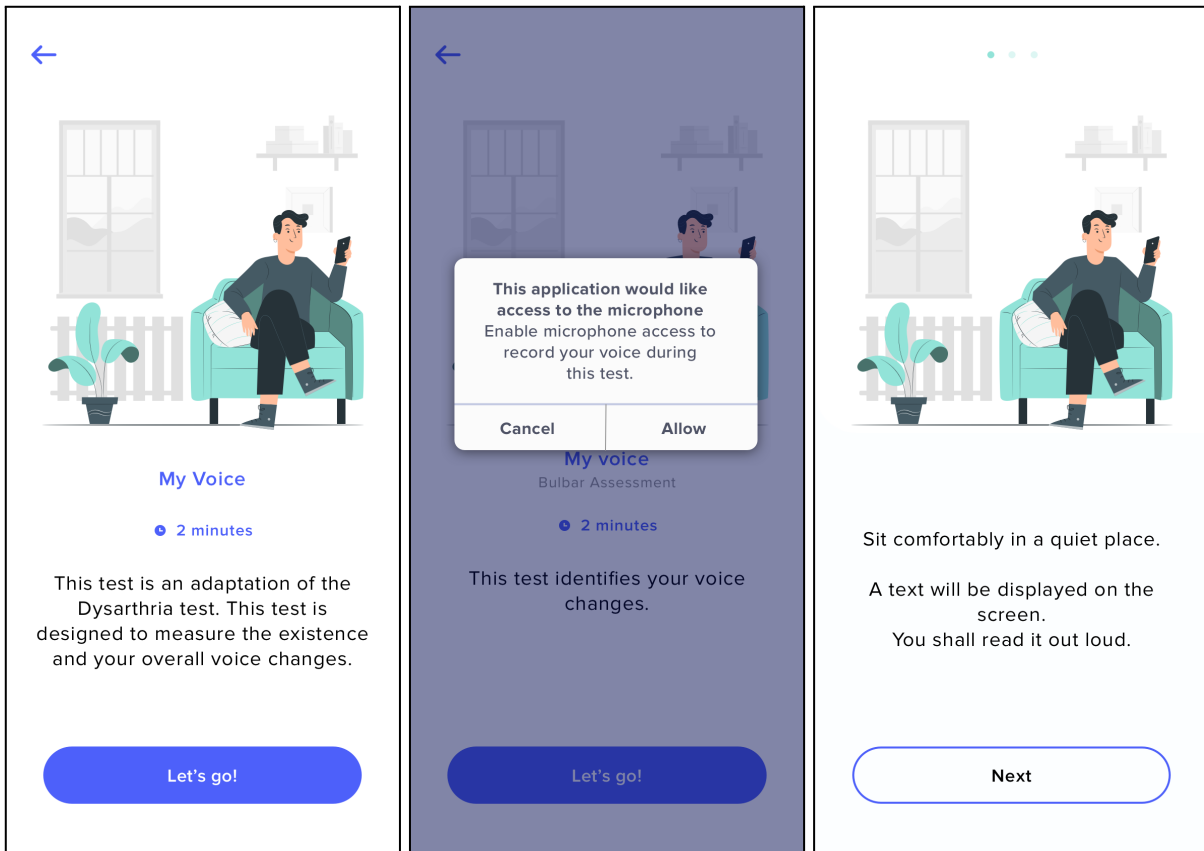 My Voice
2 minutes
This test is an adaptation of the
Dysarthria test. This test is
designed to measure the existence
and your overall voice changes.
Let's go!
This application would like
access to the microphone
Enable microphone access to
record your voice during
this test.
Cancel
Allow
My voice
Bulbar Assessment
2 minutes
This test identifies your voice
changes.
Let's go!
Sit comfortably in a quiet place.
A text will be displayed on the
screen.
You shall read it out loud.
Next